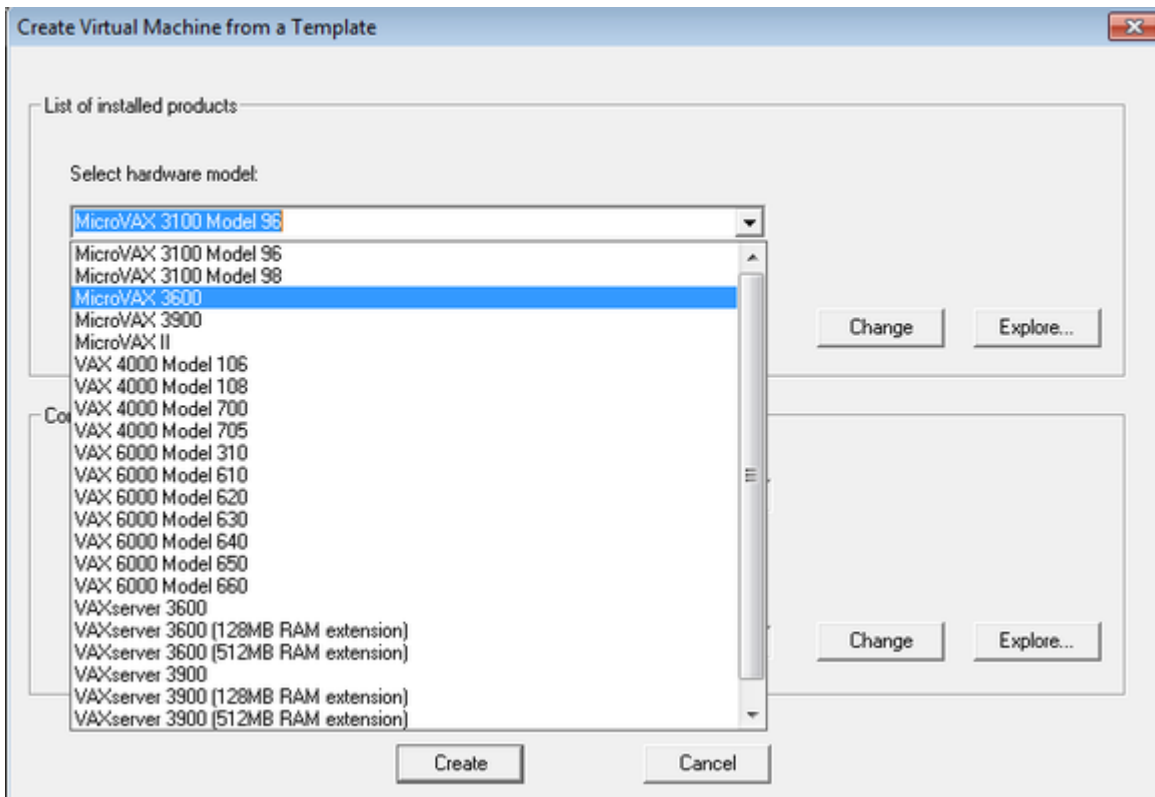 Create Virtual Machine from a Template
List of installed products
Select hardware model:
MicroVAX 3100 Model 96
MicroVAX 3100 Model 96
MicroVAX 3100 Model 98
MicroVAX 3600
MicroVAX 3900
MicroVAX II
VAX 4000 Model 106
VAX 4000 Model 108
VAX 4000 Model 700
VAX 4000 Model 705
VAX 6000 Model 310
VAX 6000 Model 610
VAX 6000 Model 620
VAX 6000 Model 630
VAX 6000 Model 640
VAX 6000 Model 650
VAX 6000 Model 660
VAXserver 3600
VAXserver 3600 (128MB RAM extension)
VAXserver 3600 (512MB RAM extension)
VAXserver 3900
VAXserver 3900 (128MB RAM extension)
VAXserver 3900 (512MB RAM extension)
Change Explore...
Change Explore...
Create Cancel